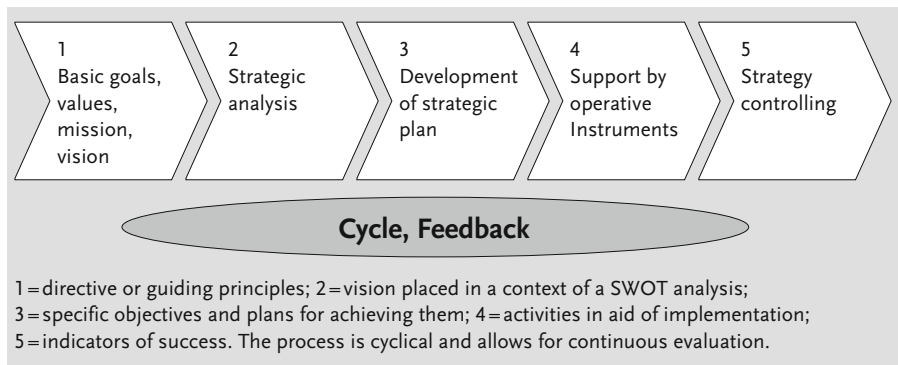 1
Basic goals,
values,
mission,
vision
2
Strategic
analysis
3
Development
of strategic
plan
4
Support by
operative
Instruments
5
Strategy
controlling
Cycle, Feedback
1=directive or guiding principles; 2=vision placed in a context of a SWOT analysis;
3=specific objectives and plans for achieving them; 4=activities in aid of implementation;
5=indicators of success. The process is cyclical and allows for continuous evaluation.